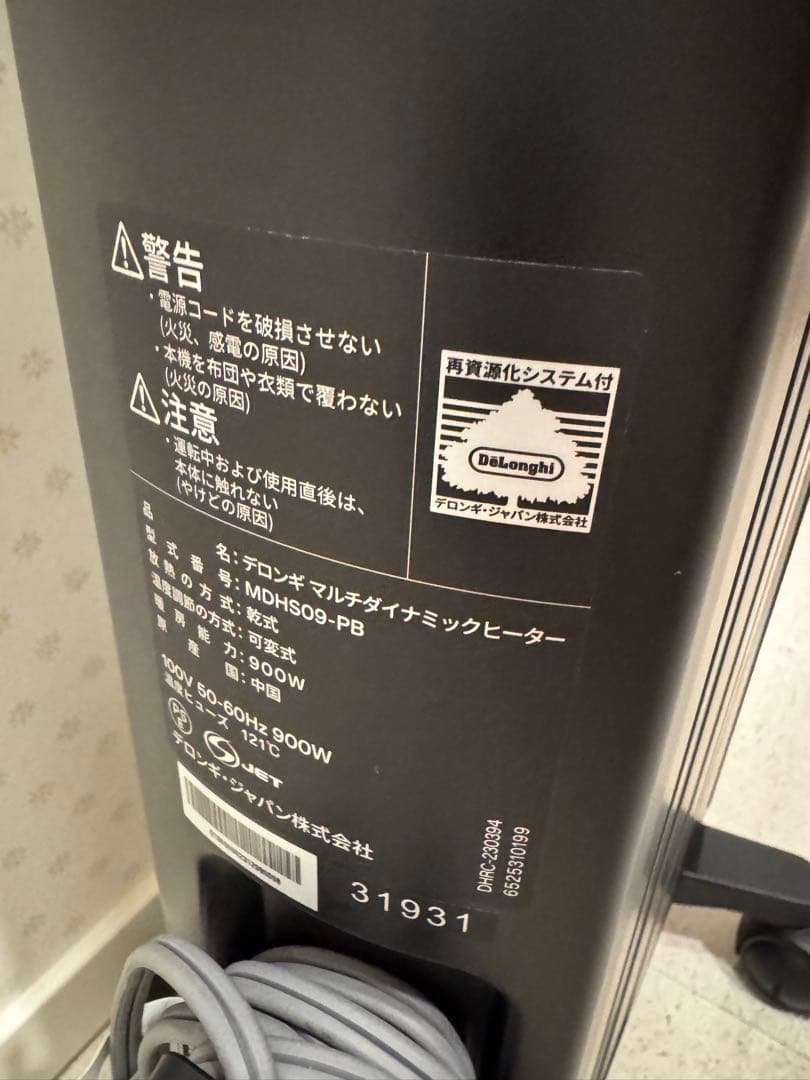 警告
・電源コードを破損させない
(火災、感電の原因)
・本機を布団や衣類で覆わない
(火災の原因)
注意
・運転中および使用直後は、
本体に触れない
(やけどの原因)
再資源化システム付
DeLonghi
デロンギ・ジャパン株式会社
品名:デロンギ マルチダイナミックヒーター
型式番号:MDHS09-PB
放熱の方式:乾式
温度調節の方式:可変式
暖房能力:900W
原産国:中国
100V 50-60Hz 900W
温度ヒューズ 121℃
PS
E
JET
デロンギ・ジャパン株式会社
31931
DHRC-230394
6525310199